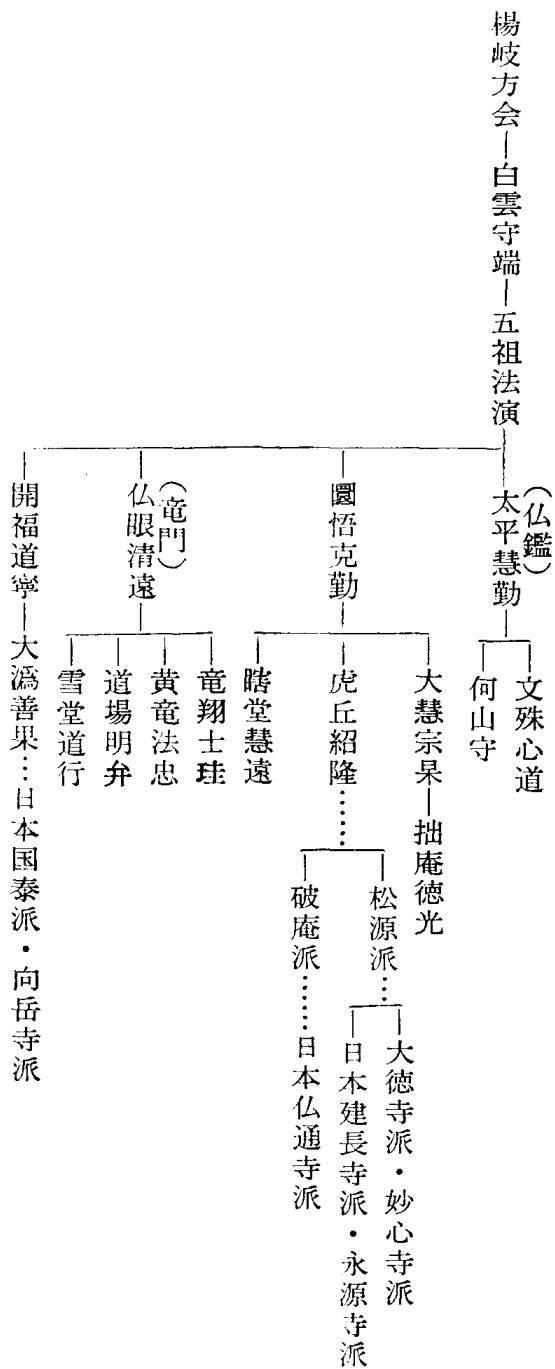 楊岐方会―白雲守端―五祖法演
(仏鑑)
太平慧勤
文殊心道
何山守
圜悟克勤
大慧宗杲―拙庵徳光
虎丘紹隆……
松源派…
大徳寺派・妙心寺派
日本建長寺派・永源寺派
破庵派……日本仏通寺派
瞎堂慧遠
(竜門)
仏眼清遠
竜翔士珪
黄竜法忠
道場明弁
雪堂道行
開福道寧―大潙善果…日本国泰派・向岳寺派